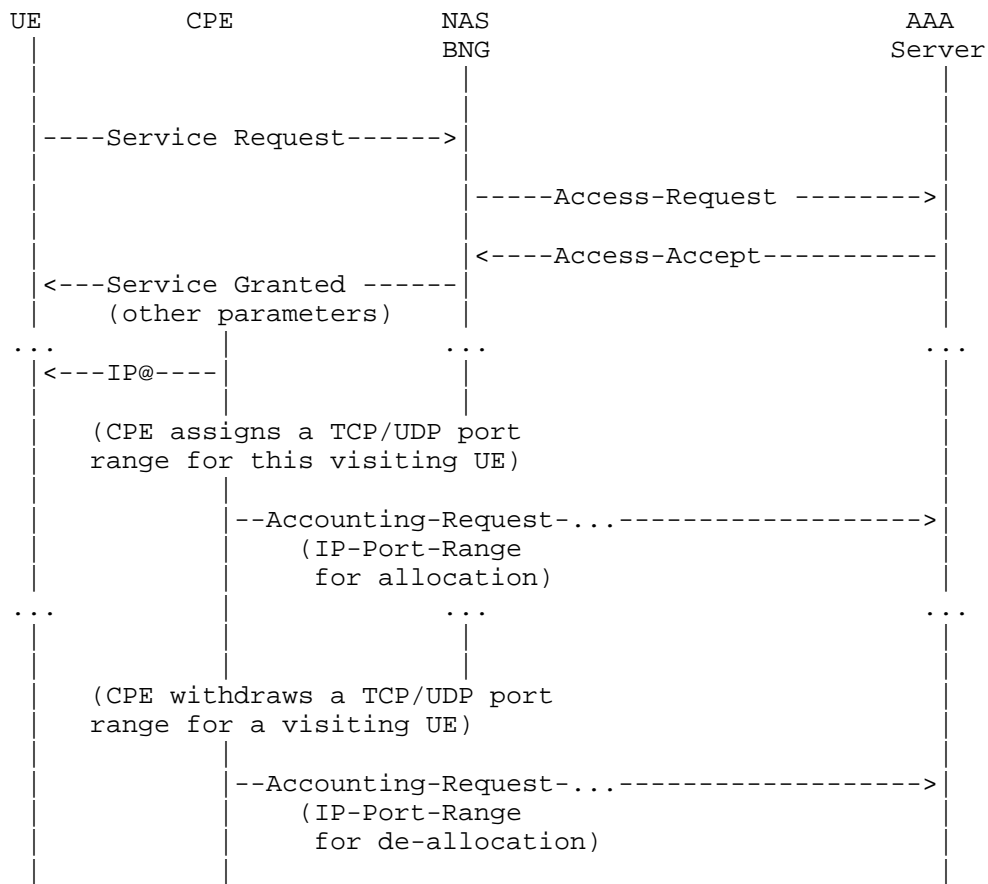 UE CPE NAS AAA
BNG Server
----Service Request------>
-----Access-Request -------->
<----Access-Accept-----------
<---Service Granted ------
(other parameters)
... ... ...
<---IP@----
(CPE assigns a TCP/UDP port
range for this visiting UE)
--Accounting-Request-...------------------->
(IP-Port-Range
for allocation)
... ... ...
(CPE withdraws a TCP/UDP port
range for a visiting UE)
--Accounting-Request-...------------------->
(IP-Port-Range
for de-allocation)